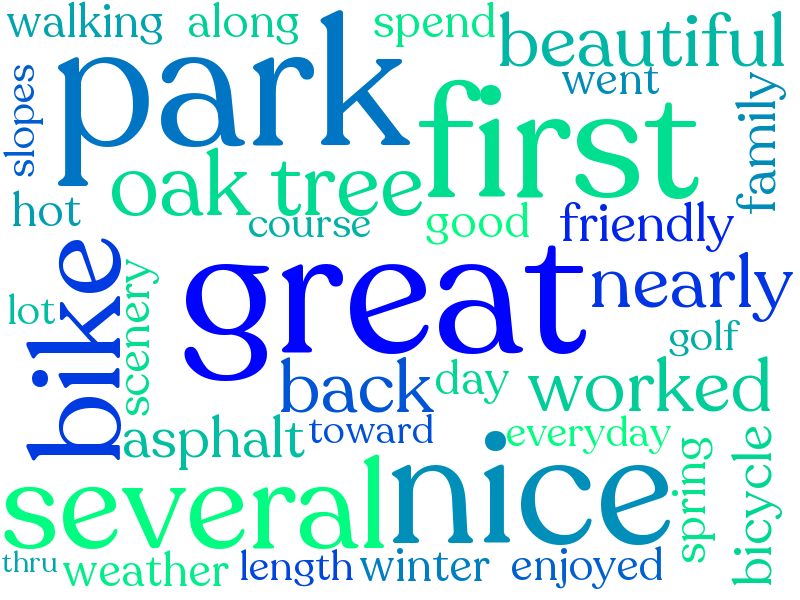 walking along spend beautiful
park
went
slopes
first
family
oak tree
hot
course
good
friendly
great
nearly
bike
scenery
lot
golf
back
day
worked
asphalt
toward
everyday
nice
several
spring
bicycle
thru
weather
length
winter
enjoyed